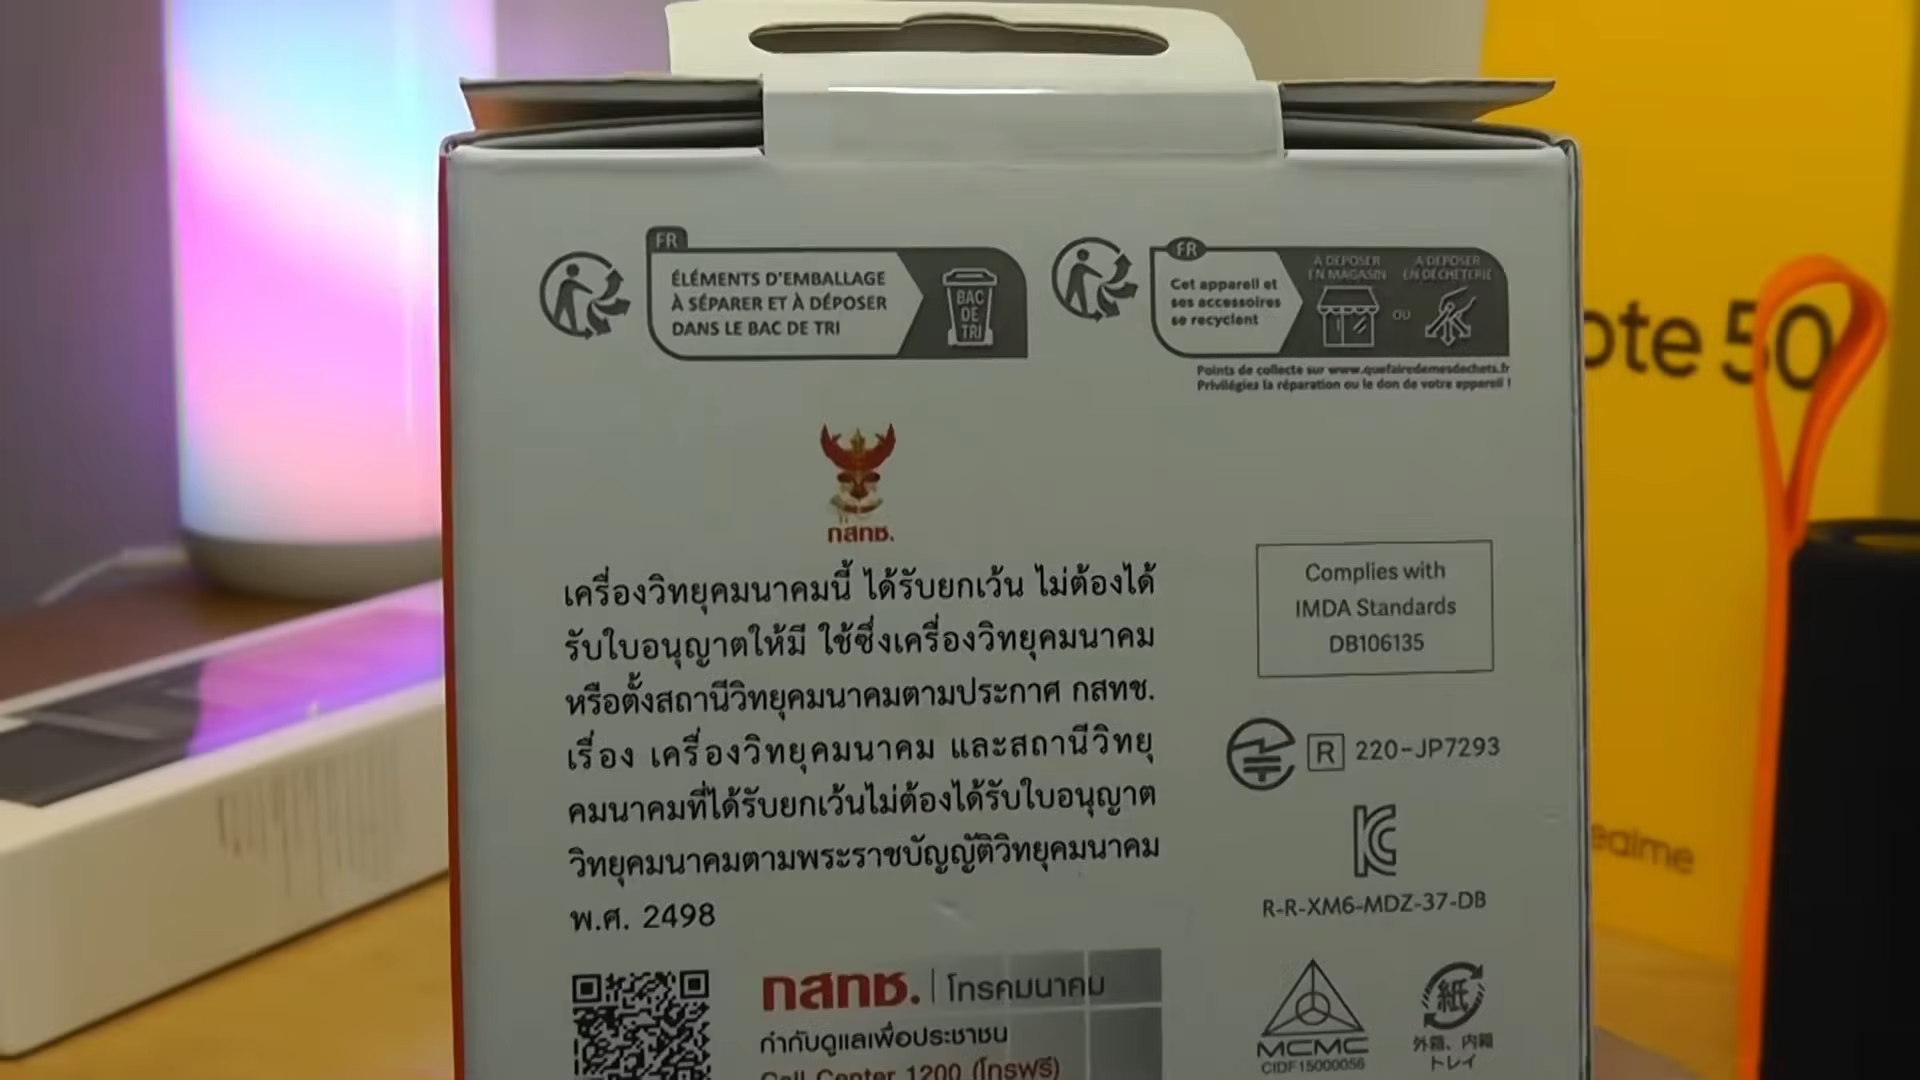 FR
ÉLÉMENTS D'EMBALLAGE
À SÉPARER ET À DÉPOSER
DANS LE BAC DE TRI
BAC
DE
TRI
FR
Cet appareil et
ses accessoires
se recyclent
À DÉPOSER
EN MAGASIN
OU
À DÉPOSER
EN DÉCHÈTERIE
Points de collecte sur www.quefairedemesdechets.fr
Privilégiez la réparation ou le don de votre appareil !
กสทช.
เครื่องวิทยุคมนาคมนี้ ได้รับยกเว้น ไม่ต้องได้
รับใบอนุญาตให้มี ใช้ซึ่งเครื่องวิทยุคมนาคม
หรือตั้งสถานีวิทยุคมนาคมตามประกาศ กสทช.
เรื่อง เครื่องวิทยุคมนาคม และสถานีวิทยุ
คมนาคมที่ได้รับยกเว้นไม่ต้องได้รับใบอนุญาต
วิทยุคมนาคมตามพระราชบัญญัติวิทยุคมนาคม
พ.ศ. 2498
กสทช. | โทรคมนาคม
กำกับดูแลเพื่อประชาชน
Call Center 1200 (โทรฟรี)
Complies with
IMDA Standards
DB106135
R 220-JP7293
R-R-XM6-MDZ-37-DB
MCMC
CIDF15000056
紙
外箱、内箱
トレイ
ote 50
ealme